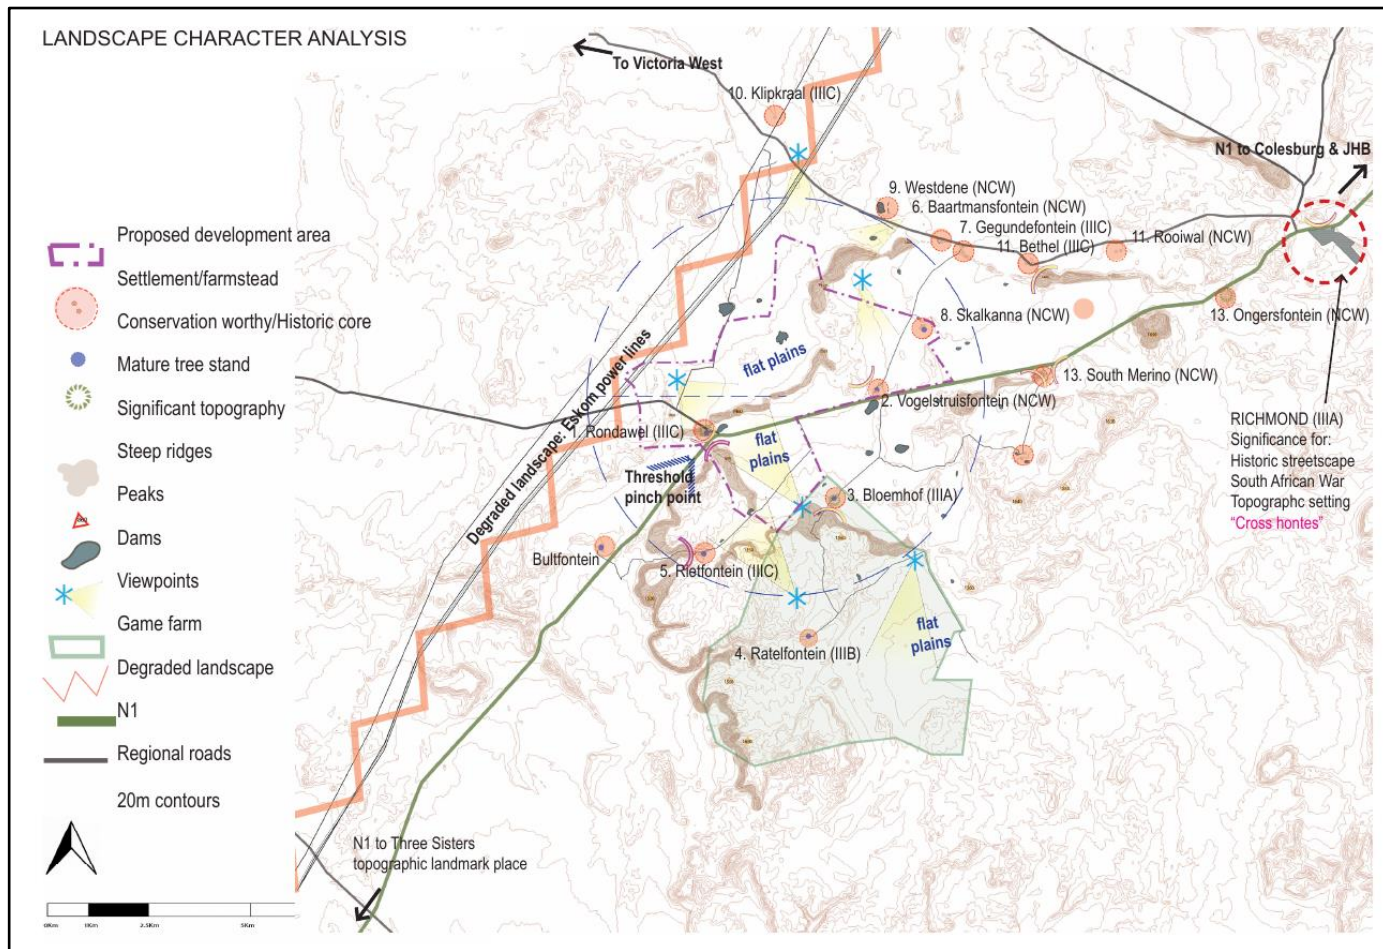 LANDSCAPE CHARACTER ANALYSIS
To Victoria West
10. Klipkraal (IIIC)
N1 to Colesburg & JHB
9. Westdene (NCW)
6. Baartmansfontein (NCW)
7. Gegundefontein (IIIC)
11. Bethel (IIIC)
11. Rooiwal (NCW)
8. Skalkanna (NCW)
13. Ongersfontein (NCW)
13. South Merino (NCW)
2. Vogelstruisfontein (NCW)
flat plains
Degraded landscape: Eskom power lines
1. Rondawel (IIIC)
flat
plains
Threshold
pinch point
3. Bloemhof (IIIA)
Bultfontein
5. Rietfontein (IIIC)
flat
plains
4. Ratelfontein (IIIB)
RICHMOND (IIIA)
Significance for:
Historic streetscape
South African War
Topographc setting
"Cross hontes"
N1 to Three Sisters
topographic landmark place
Proposed development area
Settlement/farmstead
Conservation worthy/Historic core
Mature tree stand
Significant topography
Steep ridges
Peaks
Dams
Viewpoints
Game farm
Degraded landscape
N1
Regional roads
20m contours
0Km 1Km 2.5Km 5Km